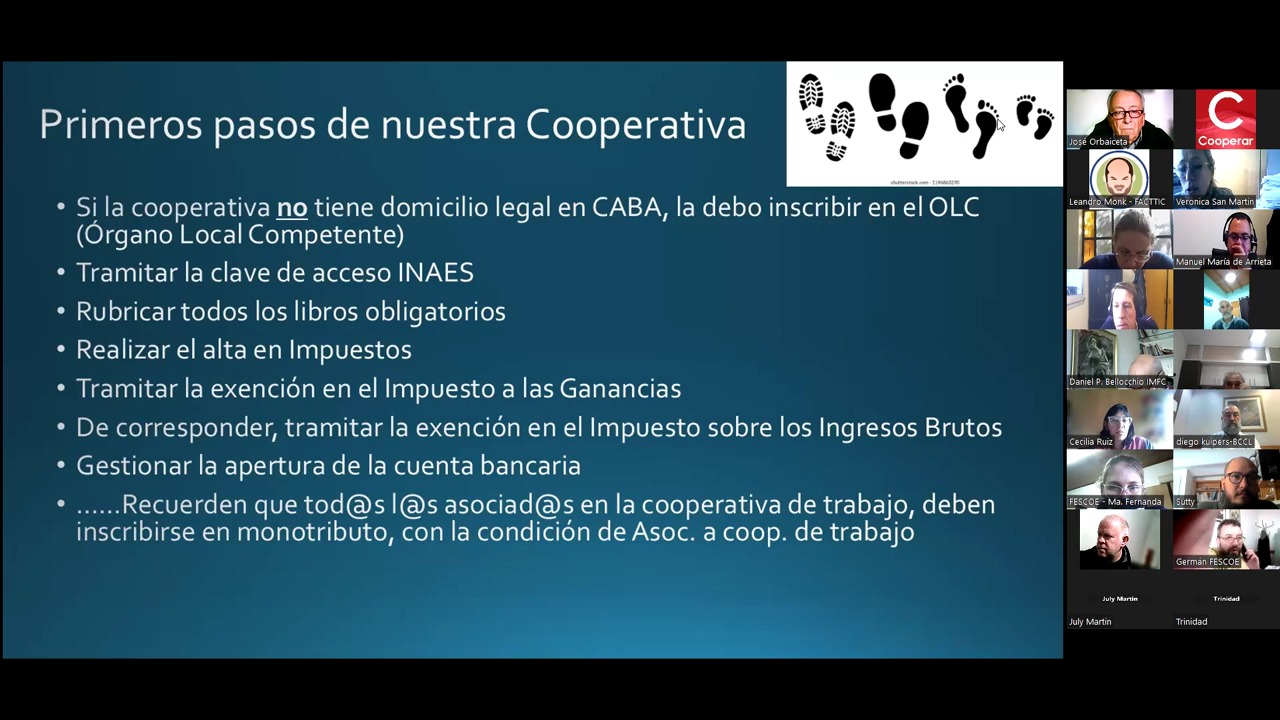 Primeros pasos de nuestra Cooperativa
shutterstock.com · 1196863270
• Si la cooperativa no tiene domicilio legal en CABA, la debo inscribir en el OLC
(Órgano Local Competente)
• Tramitar la clave de acceso INAES
• Rubricar todos los libros obligatorios
• Realizar el alta en Impuestos
• Tramitar la exención en el Impuesto a las Ganancias
• De corresponder, tramitar la exención en el Impuesto sobre los Ingresos Brutos
• Gestionar la apertura de la cuenta bancaria
• ......Recuerden que tod@s l@s asociad@s en la cooperativa de trabajo, deben
inscribirse en monotributo, con la condición de Asoc. a coop. de trabajo
José Orbaiceta
Cooperar
Leandro Monk - FACTTIC
Veronica San Martin
Manuel María de Arrieta
Daniel P. Bellocchio IMFC
Cecilia Ruiz
diego kuipers-BCCL
FESCOE - Ma. Fernanda
Sutty
German FESCOE
July Martin
Trinidad
July Martin
Trinidad